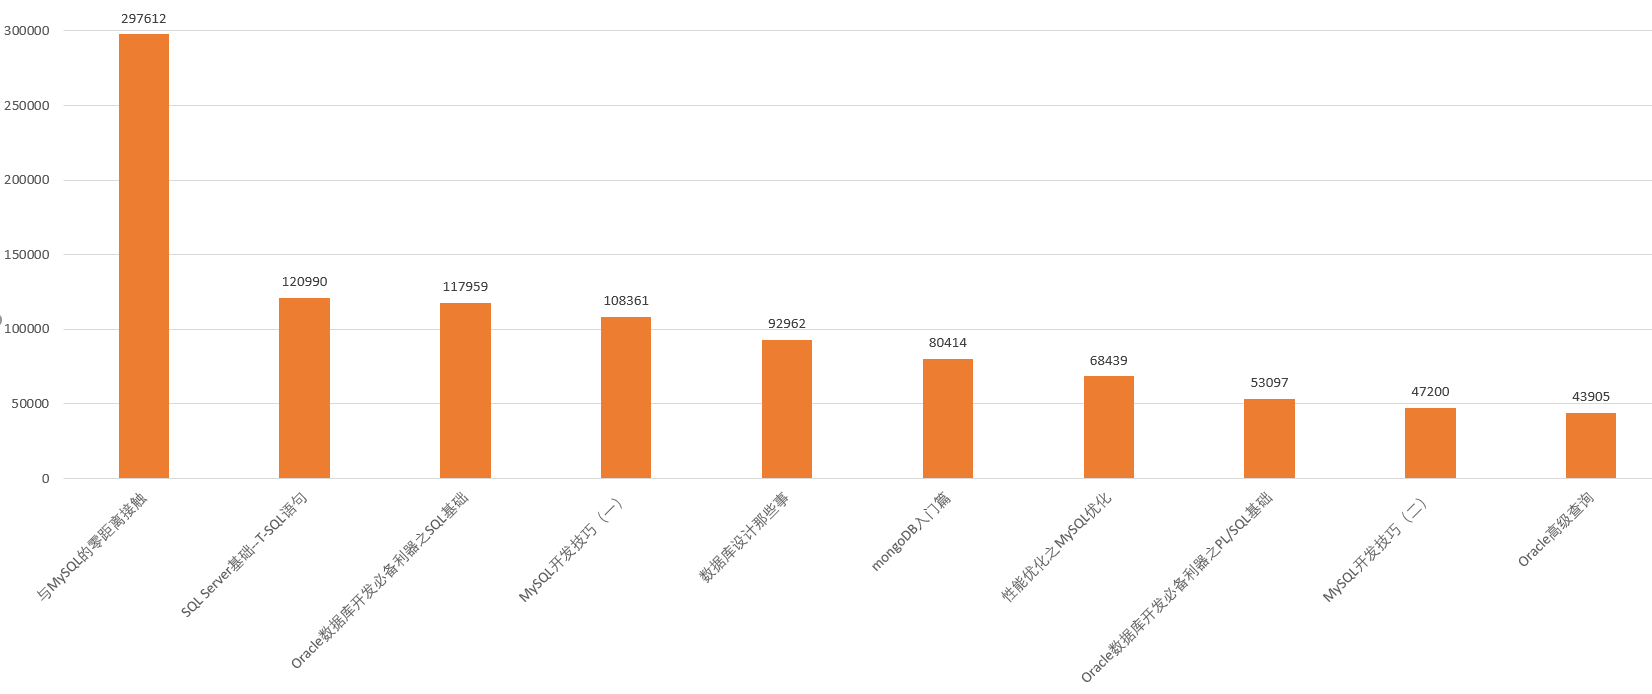 297612
300000
250000
200000
150000
120990
117959
108361
100000
92962
80414
68439
53097
50000
47200
43905
0
与MySQL的零距离接触
SQL Server基础--T-SQL语句
Oracle数据库开发必备利器之SQL基础
MySQL开发技巧（一）
数据库设计那些事
mongoDB入门篇
性能优化之MySQL优化
Oracle数据库开发必备利器之PL/SQL基础
MySQL开发技巧（二）
Oracle高级查询